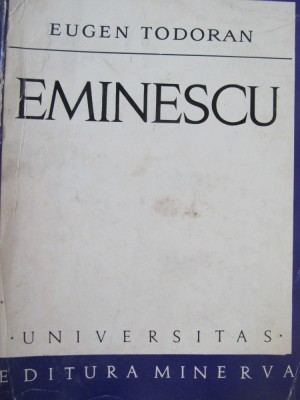 EUGEN TODORAN
EMINESCU
· UNIVERSITAS ·
EDITURA MINERVA